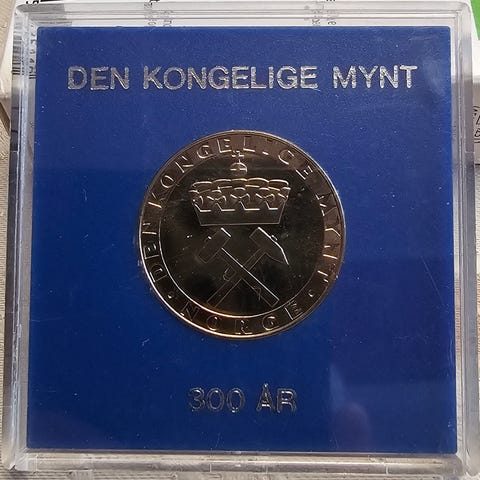 DEN KONGELIGE MYNT
DEN KONGELIGE MYNT
• NORGE •
300 ÅR